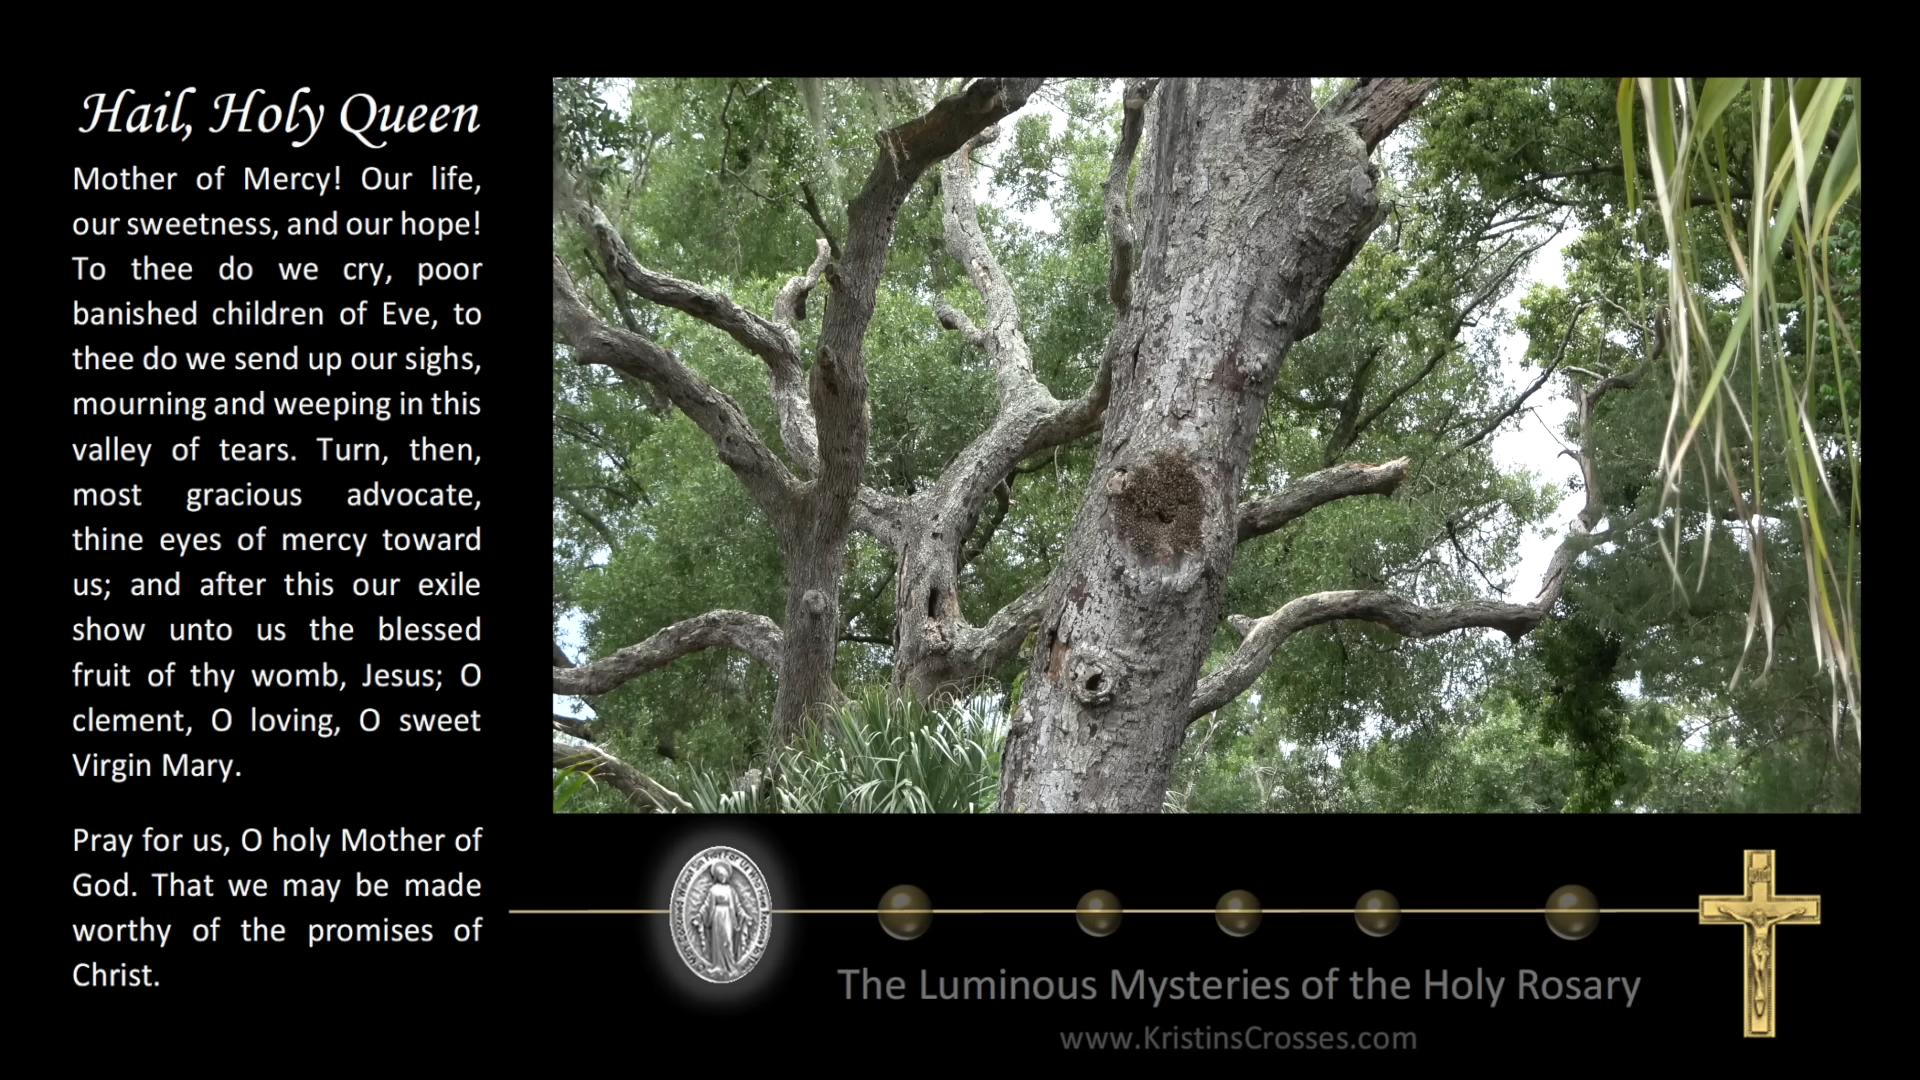 Hail, Holy Queen
Mother of Mercy! Our life,
our sweetness, and our hope!
To thee do we cry, poor
banished children of Eve, to
thee do we send up our sighs,
mourning and weeping in this
valley of tears. Turn, then,
most gracious advocate,
thine eyes of mercy toward
us; and after this our exile
show unto us the blessed
fruit of thy womb, Jesus; O
clement, O loving, O sweet
Virgin Mary.
Pray for us, O holy Mother of
God. That we may be made
worthy of the promises of
Christ.
The Luminous Mysteries of the Holy Rosary
www.KristinsCrosses.com